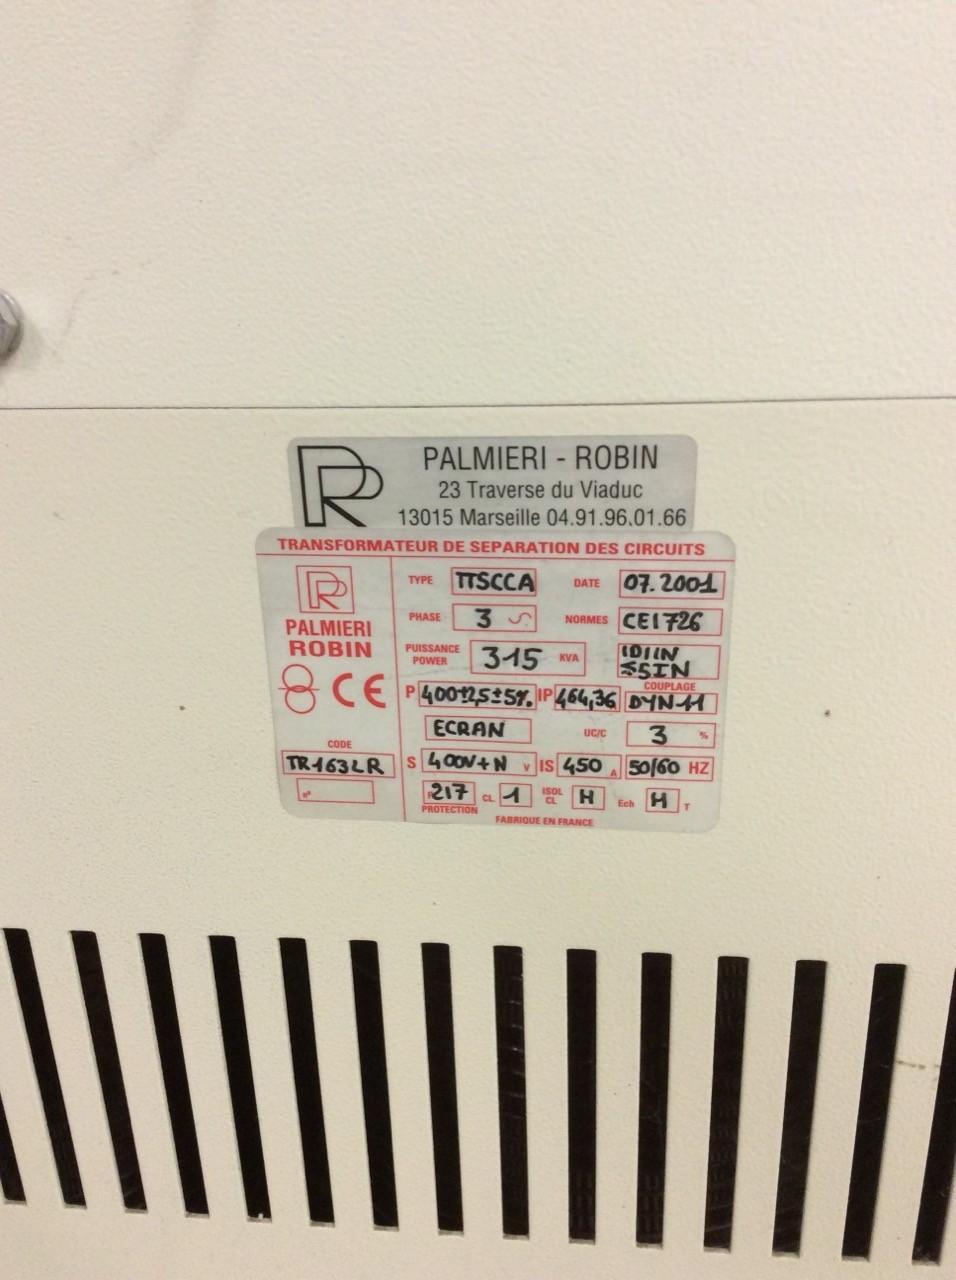 PALMIERI - ROBIN
23 Traverse du Viaduc
13015 Marseille 04.91.96.01.66
TRANSFORMATEUR DE SEPARATION DES CIRCUITS
PALMIERI
ROBIN
CE
CODE
TR163LR
n°
TYPE TTSCCA DATE 07.2001
PHASE 3 NORMES CEI726
PUISSANCE
POWER 315 KVA
≤5IN
COUPLAGE
P 400±2,5±5% IP 464,36 DYN11
ECRAN UC/C 3 %
S 400V+N V IS 450 A 50/60 HZ
217 CL 1 ISOL
CL H Ech H T
PROTECTION
FABRIQUE EN FRANCE